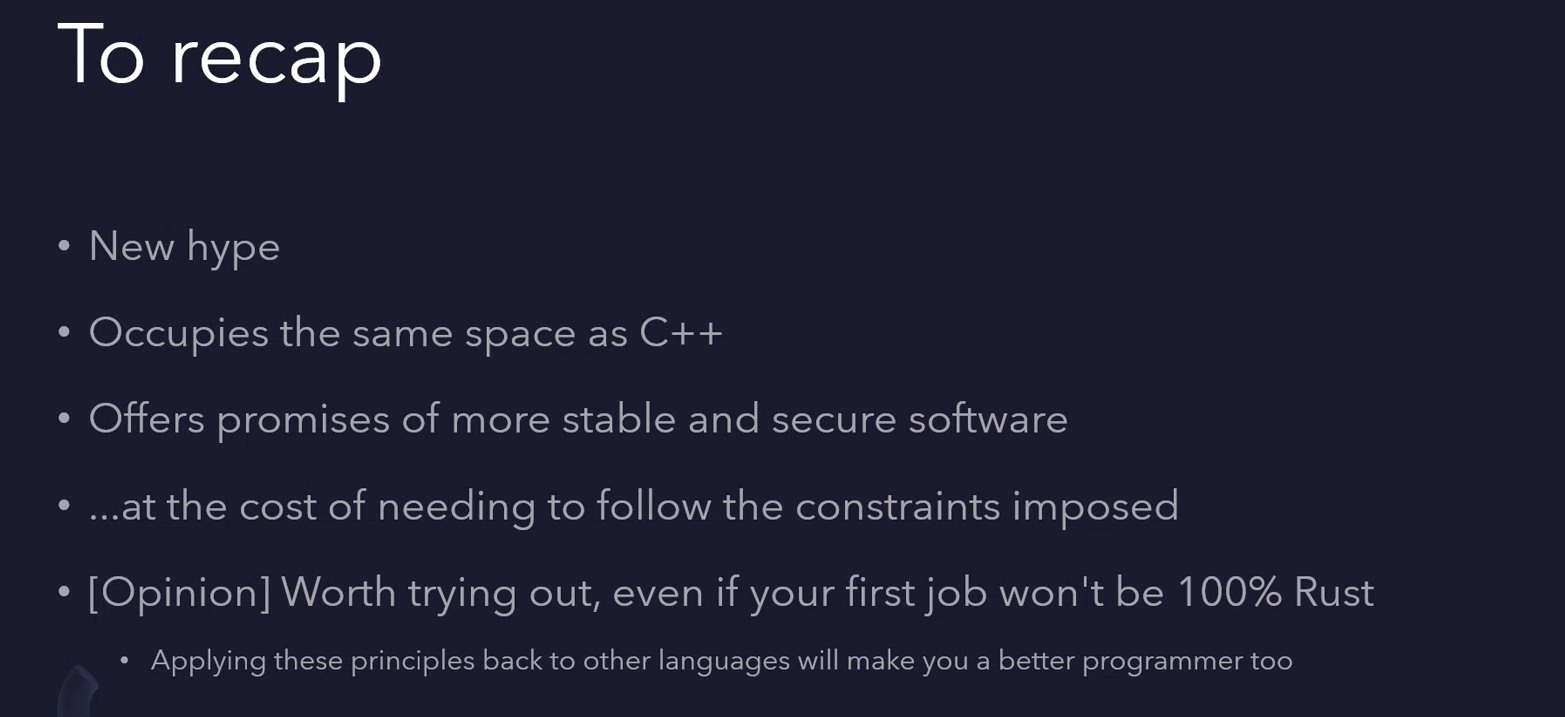 To recap
• New hype
• Occupies the same space as C++
• Offers promises of more stable and secure software
• ...at the cost of needing to follow the constraints imposed
• [Opinion] Worth trying out, even if your first job won't be 100% Rust
• Applying these principles back to other languages will make you a better programmer too